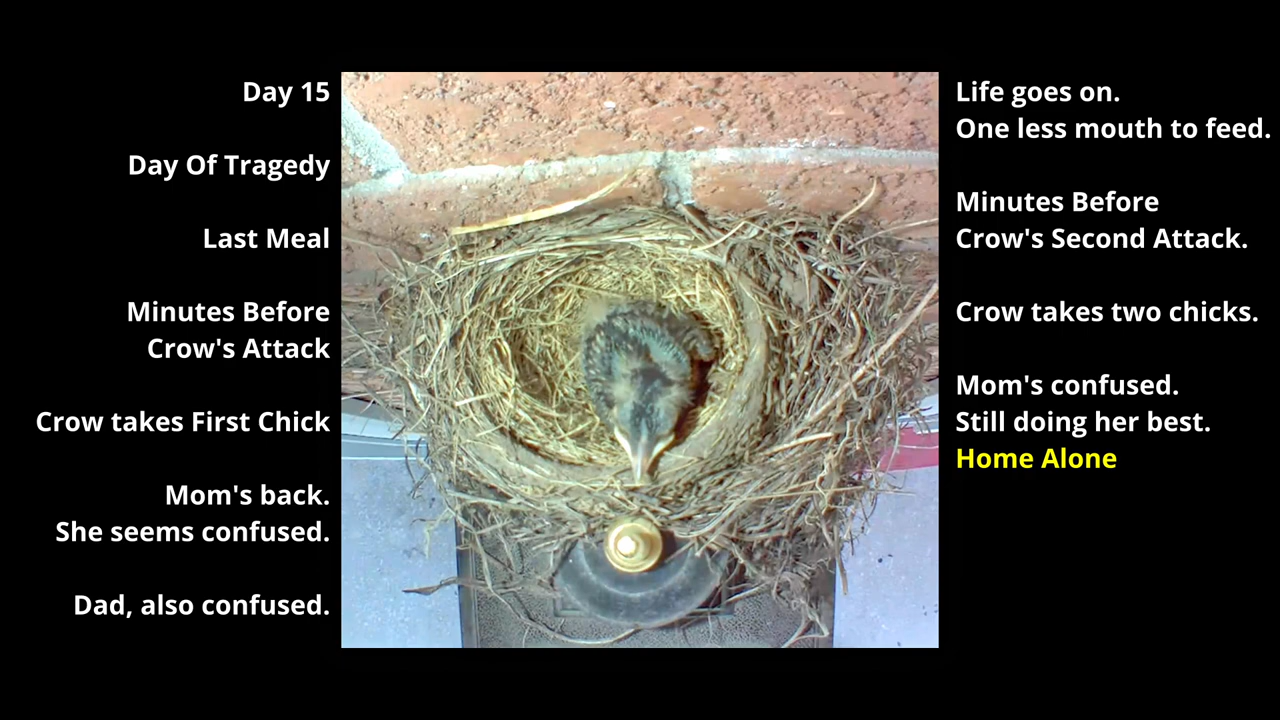 Day 15
Day Of Tragedy
Last Meal
Minutes Before
Crow's Attack
Crow takes First Chick
Mom's back.
She seems confused.
Dad, also confused.
Life goes on.
One less mouth to feed.
Minutes Before
Crow's Second Attack.
Crow takes two chicks.
Mom's confused.
Still doing her best.
Home Alone